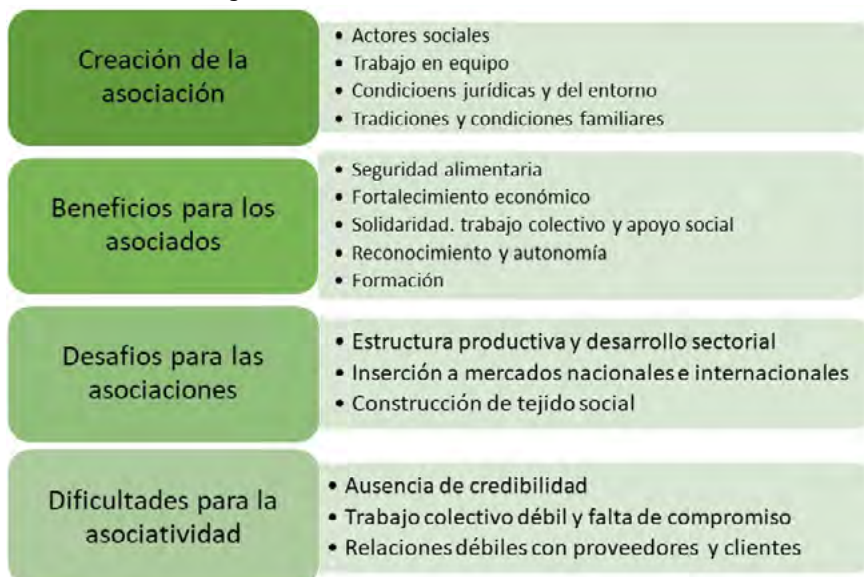 Creación de la
asociación
• Actores sociales
• Trabajo en equipo
• Condicioens jurídicas y del entorno
• Tradiciones y condiciones familiares
Beneficios para los
asociados
• Seguridad alimentaria
• Fortalecimiento económico
• Solidaridad. trabajo colectivo y apoyo social
• Reconocimiento y autonomía
• Formación
Desafios para las
asociaciones
• Estructura productiva y desarrollo sectorial
• Inserción a mercados nacionales e internacionales
• Construcción de tejido social
Dificultades para la
asociatividad
• Ausencia de credibilidad
• Trabajo colectivo débil y falta de compromiso
• Relaciones débiles con proveedores y clientes